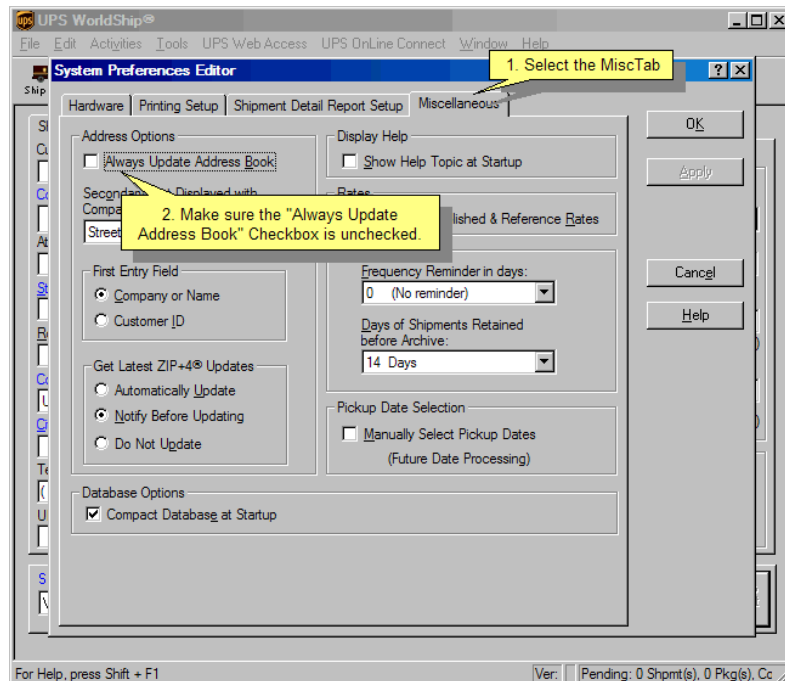 UPS WorldShip®
File Edit Activities Tools UPS Web Access UPS OnLine Connect Window Help
System Preferences Editor
1. Select the MiscTab
Ship
Hardware Printing Setup Shipment Detail Report Setup Miscellaneous
Address Options
Always Update Address Book
Display Help
Show Help Topic at Startup
OK
Apply
Cancel
Help
2. Make sure the "Always Update
Address Book" Checkbox is unchecked.
Rates
& Reference Rates
Street
First Entry Field
Company or Name
Customer ID
Frequency Reminder in days:
0 (No reminder)
Days of Shipments Retained
before Archive:
14 Days
Get Latest ZIP+4® Updates
Automatically Update
Notify Before Updating
Do Not Update
Pickup Date Selection
Manually Select Pickup Dates
(Future Date Processing)
Database Options
Compact Database at Startup
For Help, press Shift + F1
Ver: Pending: 0 Shpmt(s), 0 Pkg(s), Cc